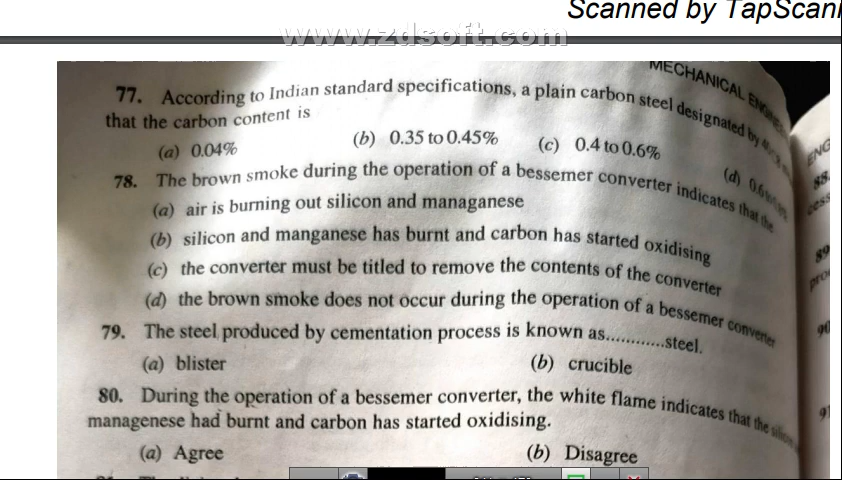 Scanned by TapScan
www.zdsoft.com
MECHANICAL
77. According to Indian standard specifications, a plain carbon steel designated by
that the carbon content is
(a) 0.04% (b) 0.35 to 0.45% (c) 0.4 to 0.6% (d)
78. The brown smoke during the operation of a bessemer converter indicates that the
(a) air is burning out silicon and managanese
(b) silicon and manganese has burnt and carbon has started oxidising
(c) the converter must be titled to remove the contents of the converter
(d) the brown smoke does not occur during the operation of a bessemer converter
79. The steel produced by cementation process is known as............steel.
(a) blister (b) crucible
80. During the operation of a bessemer converter, the white flame indicates that the
managenese had burnt and carbon has started oxidising.
(a) Agree (b) Disagree
ENG
88.
cess
89
90
91